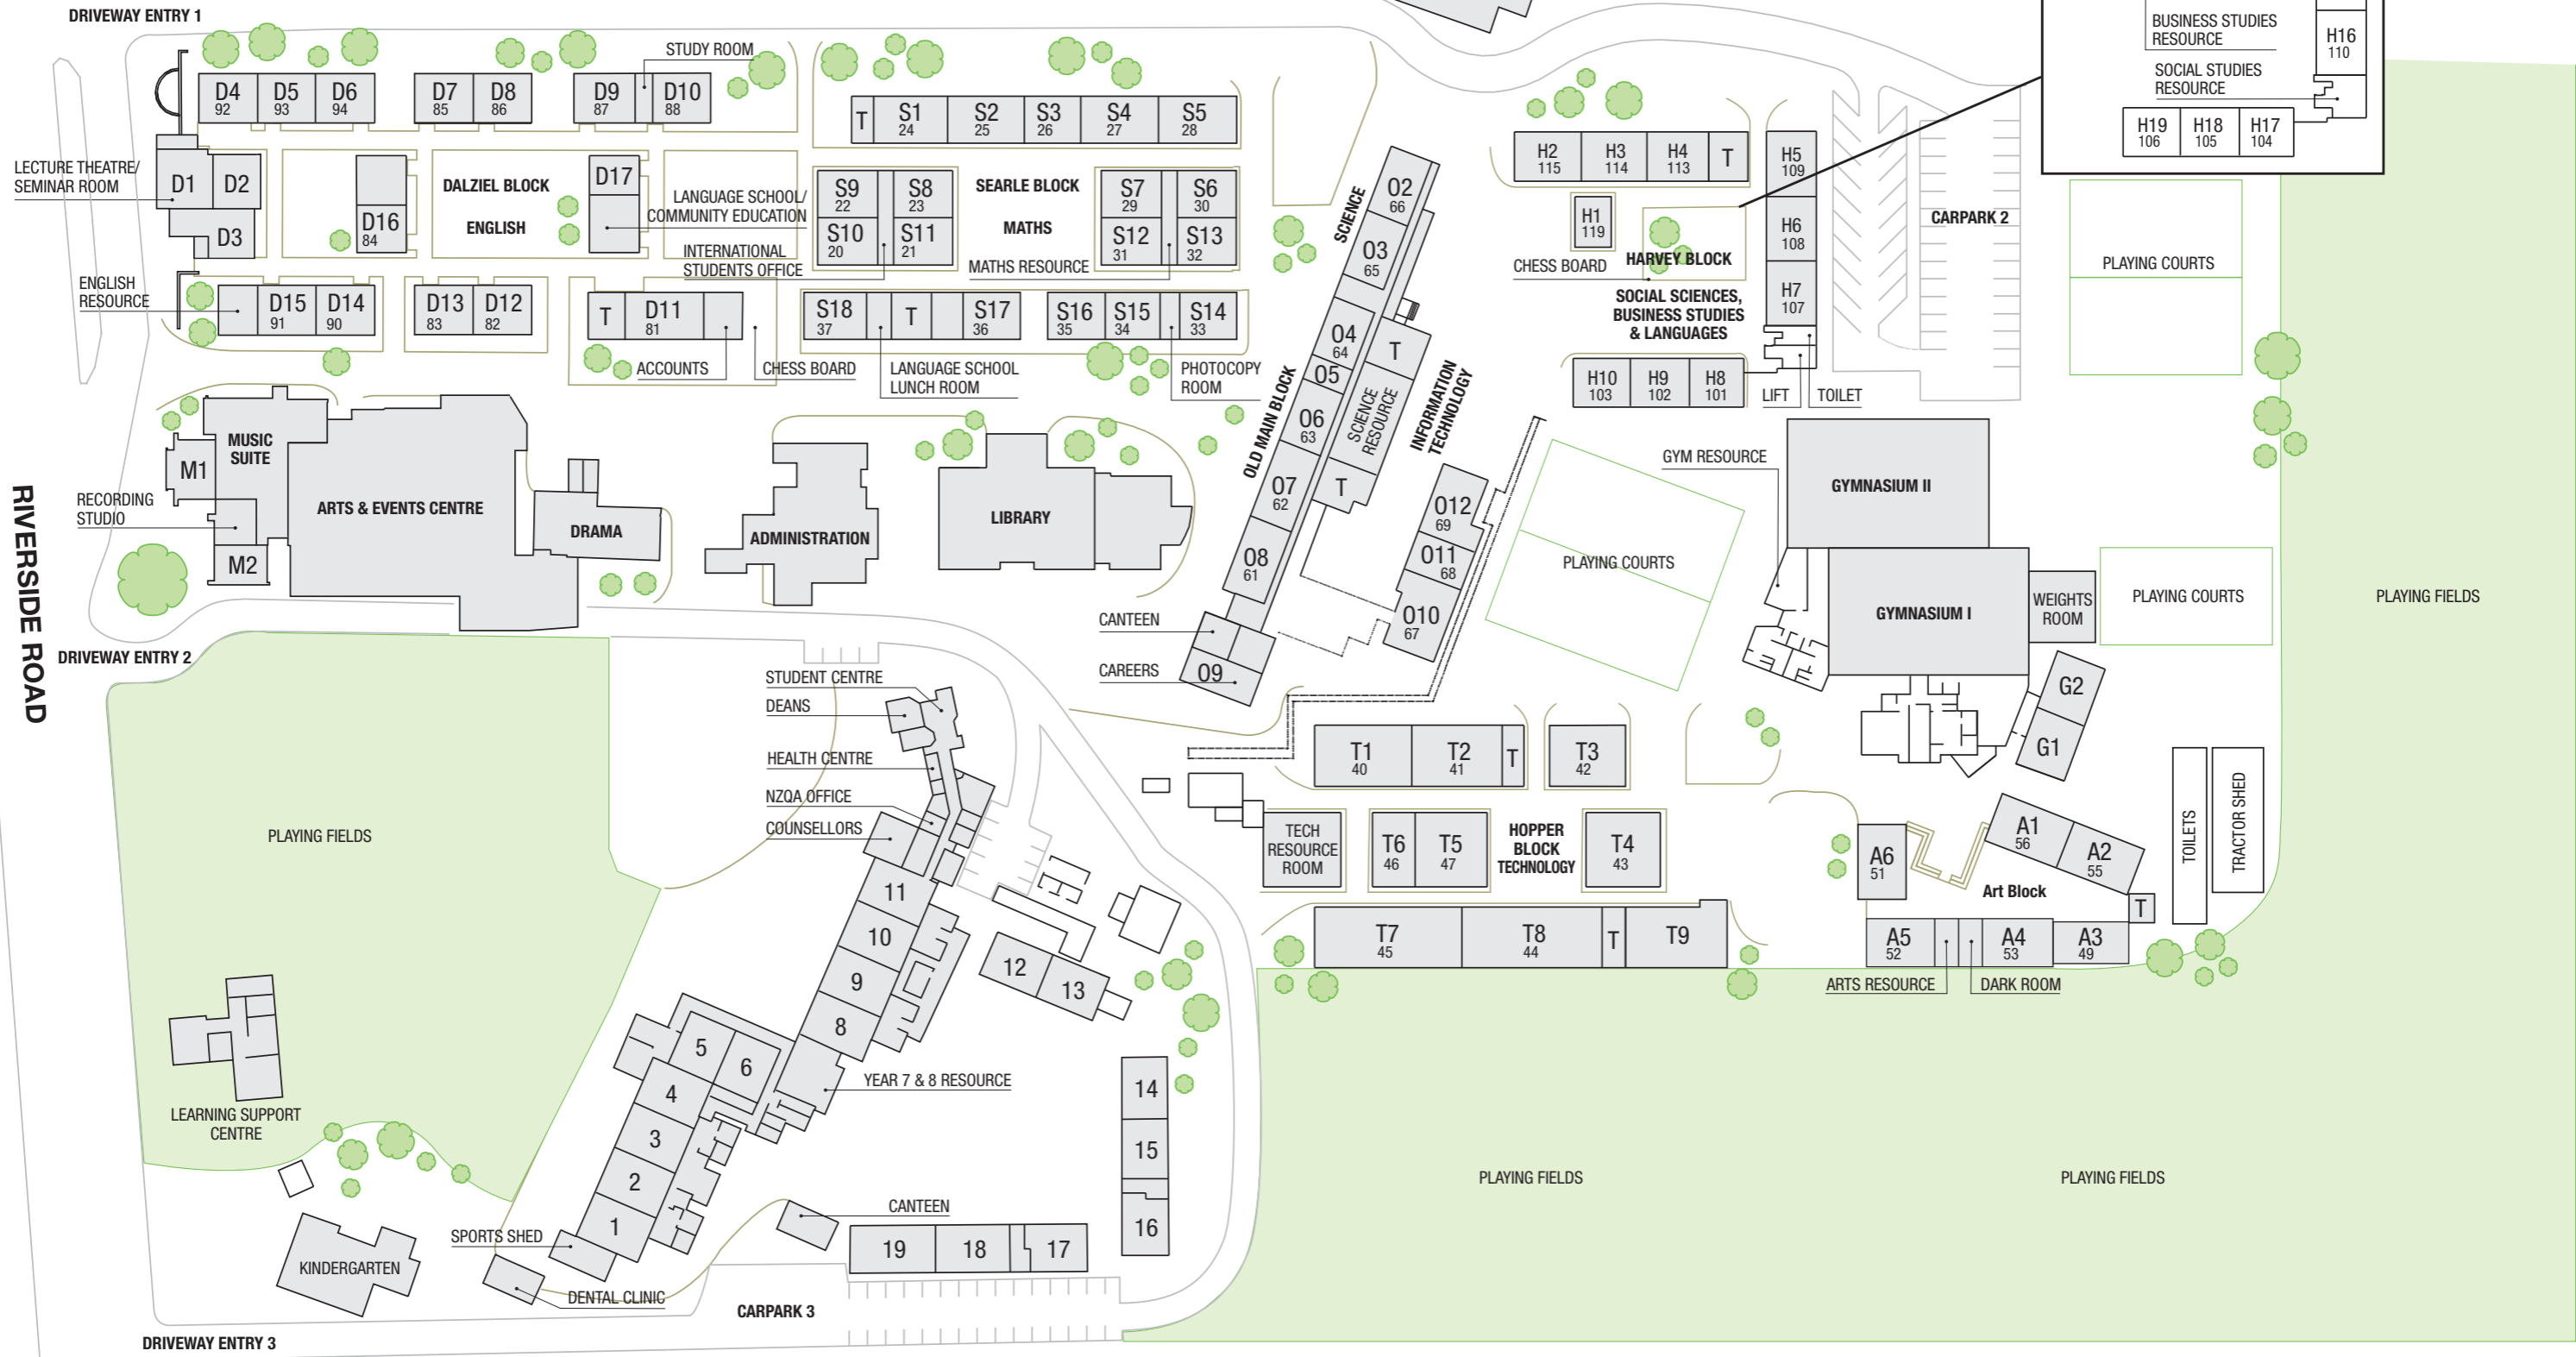 DRIVEWAY ENTRY 1
STUDY ROOM
D4
92
D5
93
D6
94
D7
85
D8
86
D9
87
D10
88
T
S1
24
S2
25
S3
26
S4
27
S5
28
LECTURE THEATRE/
SEMINAR ROOM
D1
D2
D3
D16
84
DALZIEL BLOCK
ENGLISH
D17
LANGUAGE SCHOOL/
COMMUNITY EDUCATION
INTERNATIONAL
STUDENTS OFFICE
S9
22
S8
23
S10
20
S11
21
SEARLE BLOCK
MATHS
MATHS RESOURCE
S7
29
S6
30
S12
31
S13
32
ENGLISH
RESOURCE
D15
91
D14
90
D13
83
D12
82
T
D11
81
ACCOUNTS
CHESS BOARD
S18
37
T
S17
36
LANGUAGE SCHOOL
LUNCH ROOM
S16
35
S15
34
S14
33
PHOTOCOPY
ROOM
BUSINESS STUDIES
RESOURCE
H16
110
SOCIAL STUDIES
RESOURCE
H19
106
H18
105
H17
104
H2
115
H3
114
H4
113
T
H5
109
H1
119
H6
108
H7
107
CHESS BOARD
HARVEY BLOCK
SOCIAL SCIENCES,
BUSINESS STUDIES
& LANGUAGES
H10
103
H9
102
H8
101
LIFT
TOILET
CARPARK 2
PLAYING COURTS
SCIENCE
OLD MAIN BLOCK
INFORMATION
TECHNOLOGY
O2
66
O3
65
O4
64
O5
O6
63
O7
62
O8
61
T
SCIENCE
RESOURCE
T
O12
69
O11
68
O10
67
CANTEEN
CAREERS
O9
PLAYING COURTS
GYM RESOURCE
GYMNASIUM II
GYMNASIUM I
WEIGHTS
ROOM
PLAYING COURTS
PLAYING FIELDS
G2
G1
TOILETS
TRACTOR SHED
RIVERSIDE ROAD
MUSIC
SUITE
M1
RECORDING
STUDIO
M2
ARTS & EVENTS CENTRE
DRAMA
ADMINISTRATION
LIBRARY
DRIVEWAY ENTRY 2
STUDENT CENTRE
DEANS
HEALTH CENTRE
NZQA OFFICE
COUNSELLORS
PLAYING FIELDS
T1
40
T2
41
T
T3
42
TECH
RESOURCE
ROOM
T6
46
T5
47
HOPPER
BLOCK
TECHNOLOGY
T4
43
T7
45
T8
44
T
T9
A6
51
A1
56
A2
55
Art Block
T
A5
52
A4
53
A3
49
ARTS RESOURCE
DARK ROOM
11
10
9
8
12
13
5
6
4
3
2
1
YEAR 7 & 8 RESOURCE
14
15
16
LEARNING SUPPORT
CENTRE
PLAYING FIELDS
PLAYING FIELDS
CANTEEN
19
18
17
SPORTS SHED
KINDERGARTEN
DENTAL CLINIC
CARPARK 3
DRIVEWAY ENTRY 3